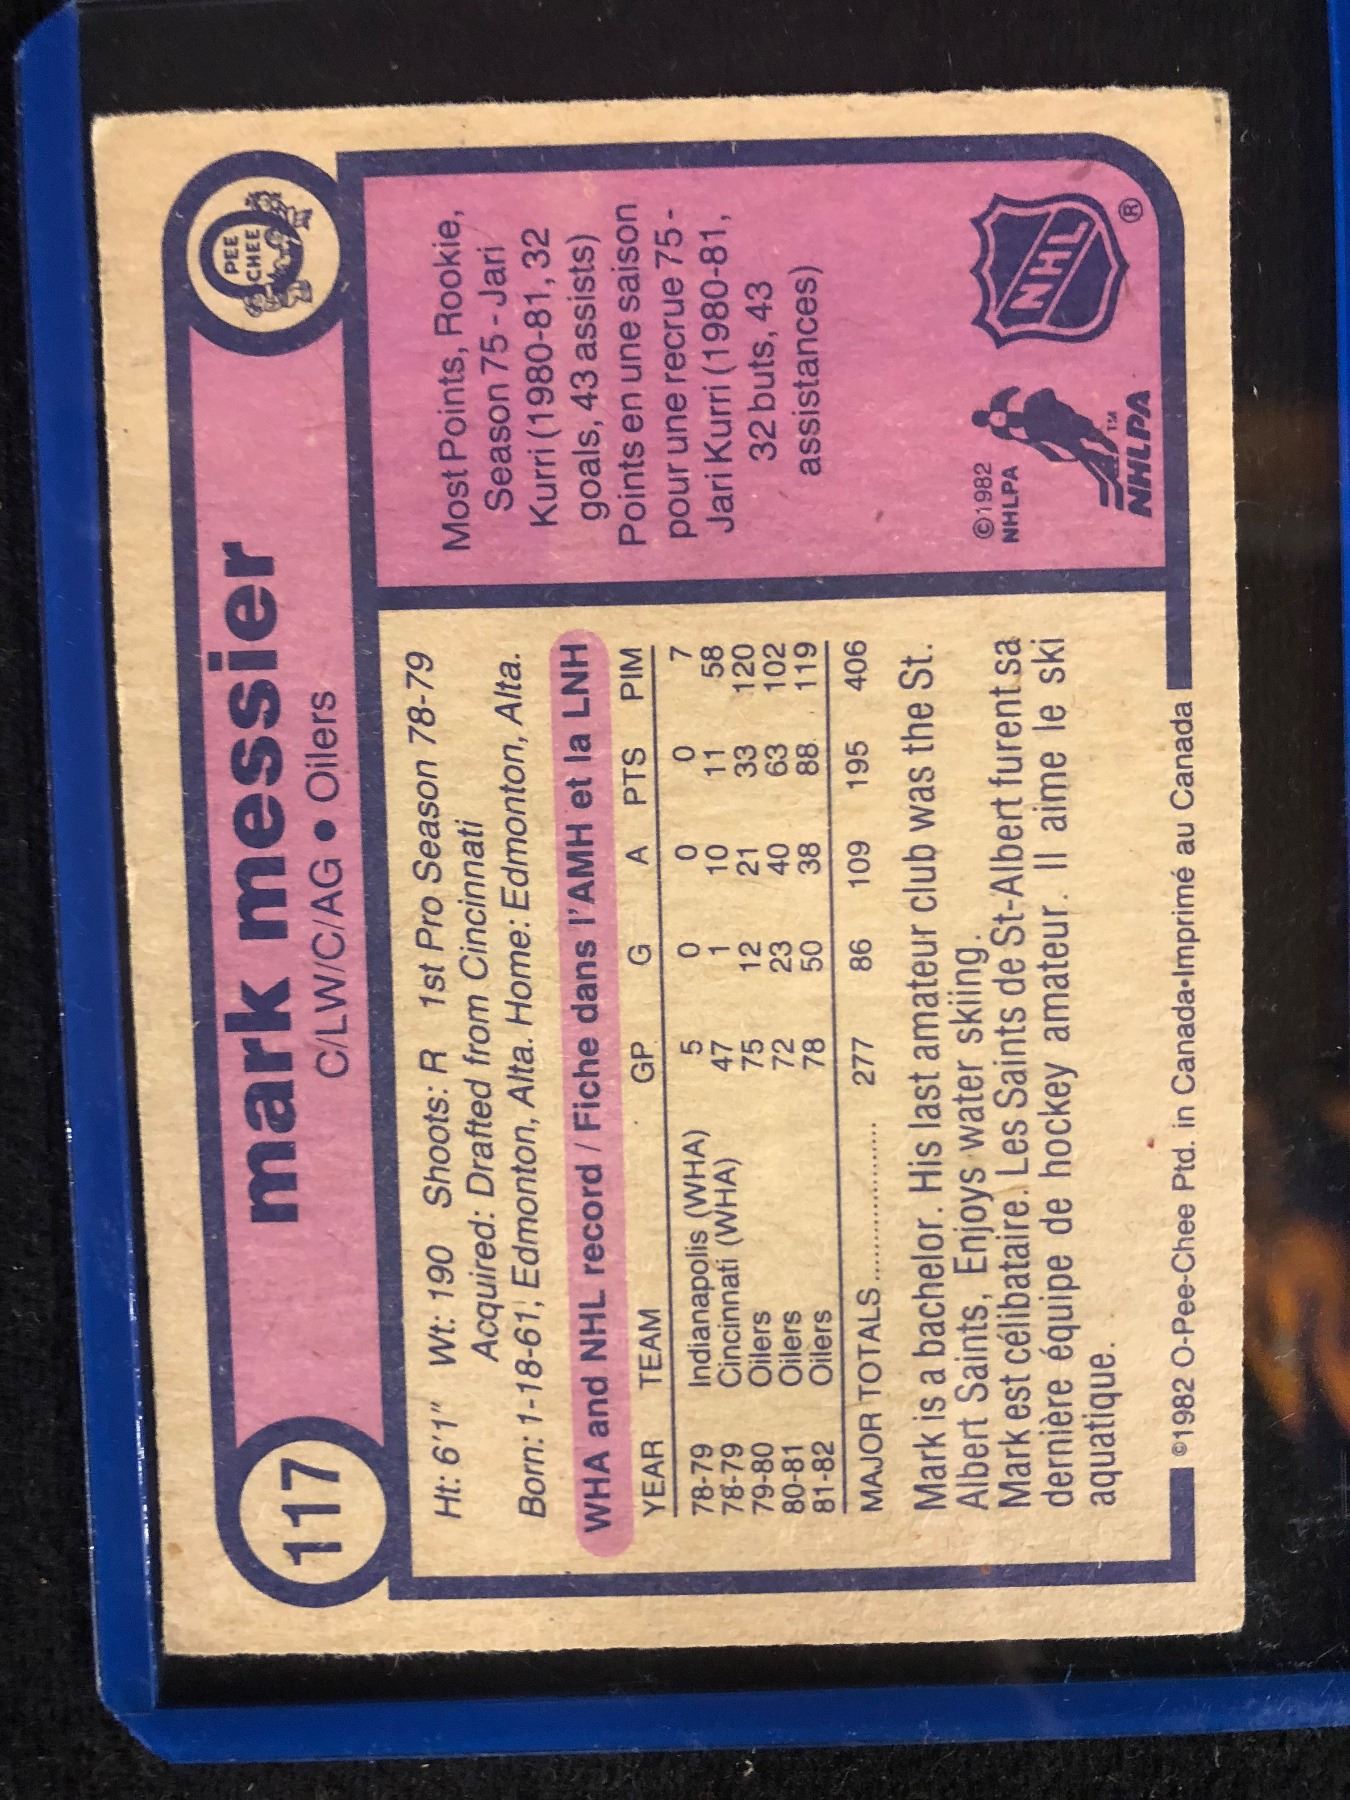 117
mark messier
C/LW/C/AG • Oilers
O
PEE
CHEE
Ht: 6'1" Wt: 190 Shoots: R 1st Pro Season 78-79
Acquired: Drafted from Cincinnati
Born: 1-18-61, Edmonton, Alta. Home: Edmonton, Alta.
WHA and NHL record / Fiche dans l'AMH et la LNH
YEAR TEAM GP G A PTS PIM
78-79 Indianapolis (WHA) 5 0 0 0 7
78-79 Cincinnati (WHA) 47 1 10 11 58
79-80 Oilers 75 12 21 33 120
80-81 Oilers 72 23 40 63 102
81-82 Oilers 78 50 38 88 119
MAJOR TOTALS .................... 277 86 109 195 406
Mark is a bachelor. His last amateur club was the St.
Albert Saints, Enjoys water skiing.
Mark est célibataire. Les Saints de St-Albert furent sa
dernière équipe de hockey amateur. Il aime le ski
aquatique.
©1982 O-Pee-Chee Ptd. in Canada•Imprimé au Canada
Most Points, Rookie,
Season 75 - Jari
Kurri (1980-81, 32
goals, 43 assists)
Points en une saison
pour une recrue 75-
Jari Kurri (1980-81,
32 buts, 43
assistances)
©1982
NHLPA
TM
NHLPA
NHL
®